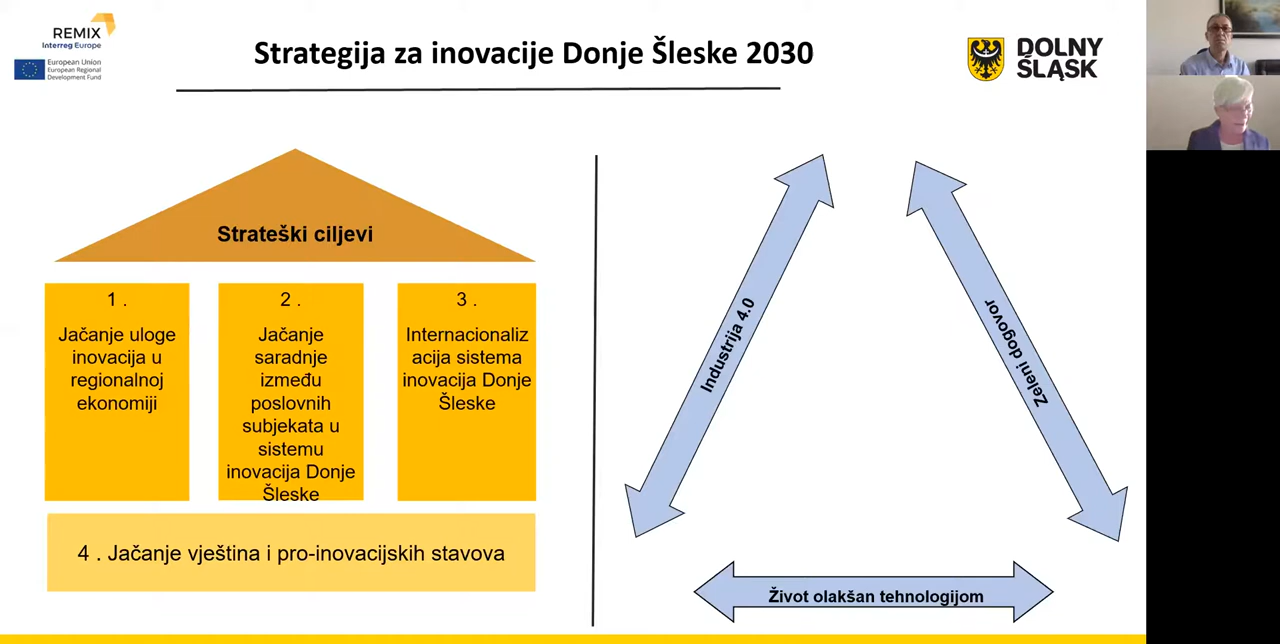 REMIX
Interreg Europe
European Union
European Regional
Development Fund
Strategija za inovacije Donje Šleske 2030
DOLNY
ŚLĄSK
Strateški ciljevi
1 .
Jačanje uloge
inovacija u
regionalnoj
ekonomiji
2 .
Jačanje
saradnje
između
poslovnih
subjekata u
sistemu
inovacija Donje
Šleske
3 .
Internacionaliz
acija sistema
inovacija Donje
Šleske
4 . Jačanje vještina i pro-inovacijskih stavova
Industrija 4.0
Zeleni dogovor
Život olakšan tehnologijom